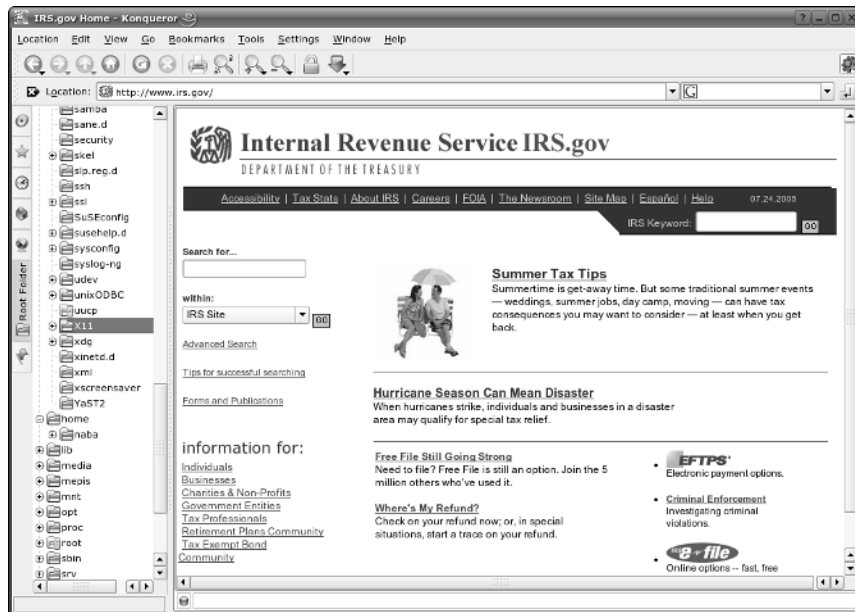 IRS.gov Home - Konqueror
Location Edit View Go Bookmarks Tools Settings Window Help
Location: http://www.irs.gov/
samba
sane.d
security
skel
slp.reg.d
ssh
ssl
SuSEconfig
susehelp.d
sysconfig
syslog-ng
udev
unixODBC
uucp
X11
xdg
xinetd.d
xml
xscreensaver
YaST2
home
naba
lib
media
mepis
mnt
opt
proc
root
sbin
srv
Root Folder
Internal Revenue Service IRS.gov
DEPARTMENT OF THE TREASURY
Accessibility | Tax Stats | About IRS | Careers | FOIA | The Newsroom | Site Map | Español | Help 07.24.2005
IRS Keyword: GO
Search for...
within:
IRS Site GO
Advanced Search
Tips for successful searching
Forms and Publications
information for:
Individuals
Businesses
Charities & Non-Profits
Government Entities
Tax Professionals
Retirement Plans Community
Tax Exempt Bond
Community
Summer Tax Tips
Summertime is get-away time. But some traditional summer events
— weddings, summer jobs, day camp, moving — can have tax
consequences you may want to consider — at least when you get
back.
Hurricane Season Can Mean Disaster
When hurricanes strike, individuals and businesses in a disaster
area may qualify for special tax relief.
Free File Still Going Strong
Need to file? Free File is still an option. Join the 5
million others who've used it.
Where's My Refund?
Check on your refund now; or, in special
situations, start a trace on your refund.
EFTPS
Electronic payment options.
Criminal Enforcement
Investigating criminal
violations.
IRS e-file
Online options -- fast, free